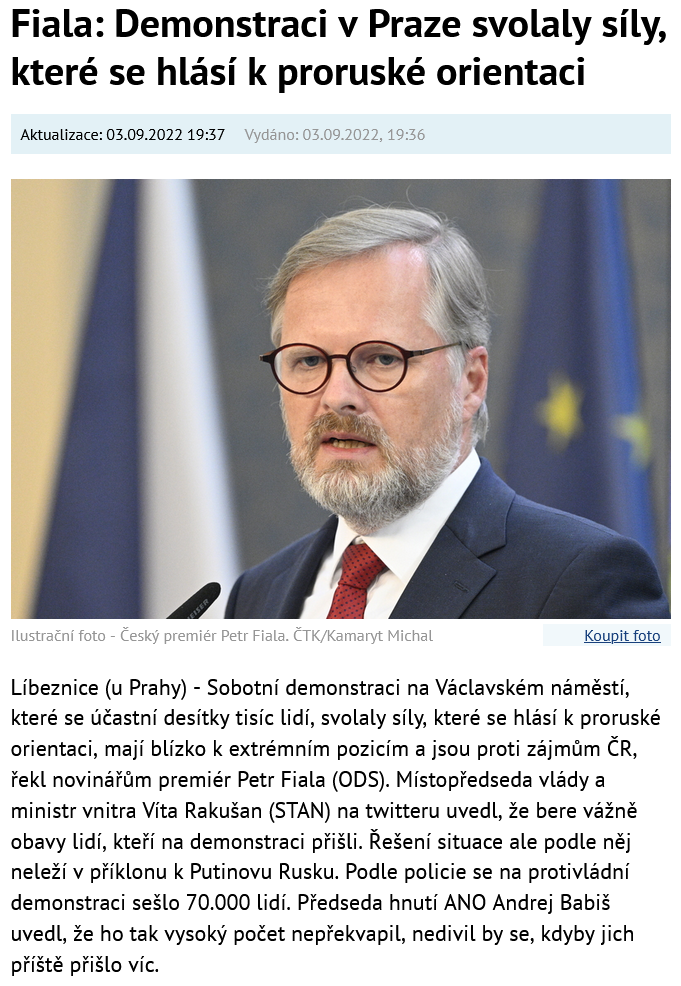 Fiala: Demonstraci v Praze svolaly síly,
které se hlásí k proruské orientaci
Aktualizace: 03.09.2022 19:37 Vydáno: 03.09.2022, 19:36
Ilustrační foto - Český premiér Petr Fiala. ČTK/Kamaryt Michal
Koupit foto
Líbeznice (u Prahy) - Sobotní demonstraci na Václavském náměstí,
které se účastní desítky tisíc lidí, svolaly síly, které se hlásí k proruské
orientaci, mají blízko k extrémním pozicím a jsou proti zájmům ČR,
řekl novinářům premiér Petr Fiala (ODS). Místopředseda vlády a
ministr vnitra Víta Rakušan (STAN) na twitteru uvedl, že bere vážně
obavy lidí, kteří na demonstraci přišli. Řešení situace ale podle něj
neleží v příklonu k Putinovu Rusku. Podle policie se na protivládní
demonstraci sešlo 70.000 lidí. Předseda hnutí ANO Andrej Babiš
uvedl, že ho tak vysoký počet nepřekvapil, nedivil by se, kdyby jich
příště přišlo víc.